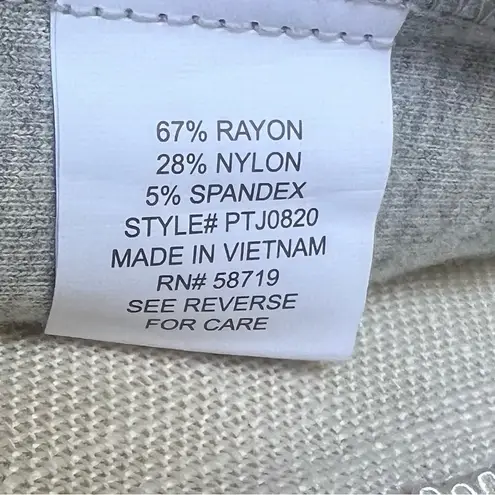 67% RAYON
28% NYLON
5% SPANDEX
STYLE# PTJ0820
MADE IN VIETNAM
RN# 58719
SEE REVERSE
FOR CARE